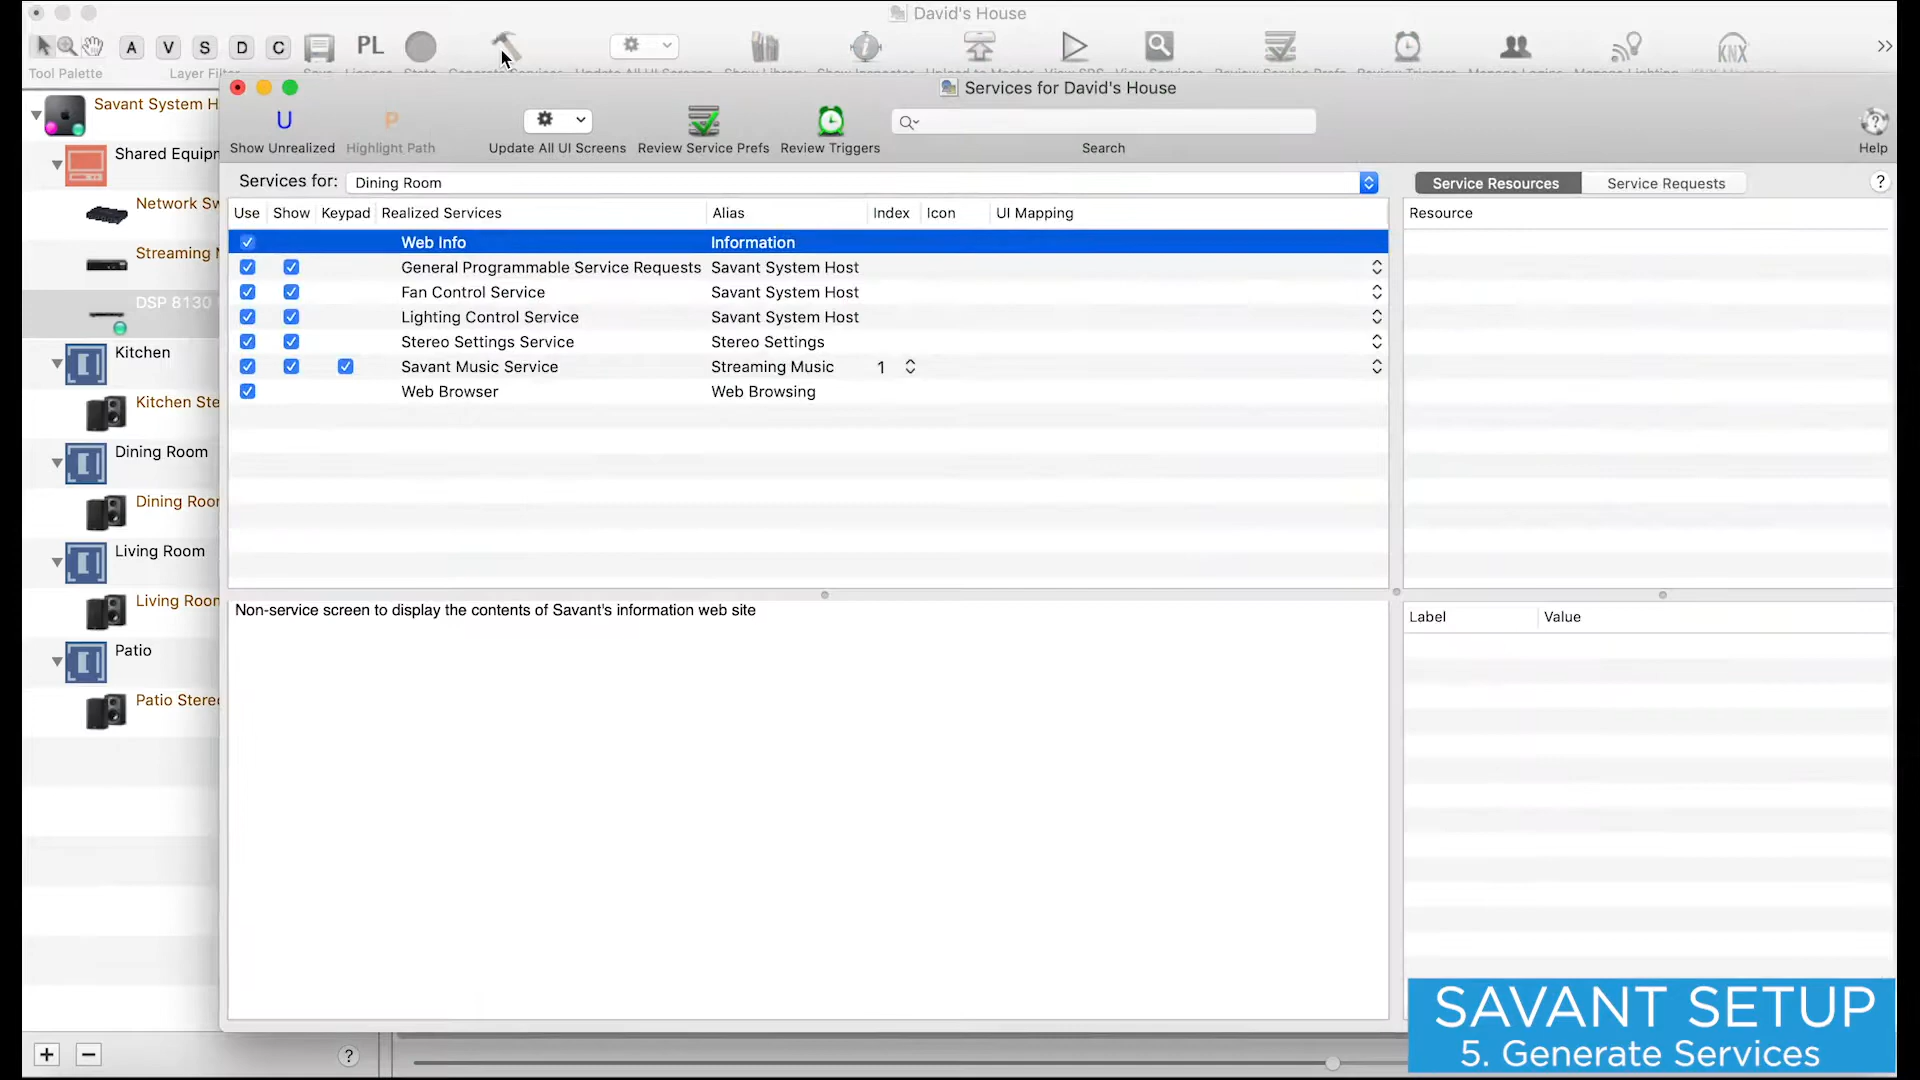 David's House
A V S D C PL
Tool Palette
Services for David's House
Savant System H
U P
Show Unrealized Highlight Path Update All UI Screens Review Service Prefs Review Triggers Search Help
Shared Equipm
Services for: Dining Room
Service Resources Service Requests ?
Network Sw
Use Show Keypad Realized Services Alias Index Icon UI Mapping
Resource
Web Info Information
Streaming M
General Programmable Service Requests Savant System Host
Fan Control Service Savant System Host
DSP 8130
Lighting Control Service Savant System Host
Stereo Settings Service Stereo Settings
Kitchen
Savant Music Service Streaming Music 1
Web Browser Web Browsing
Kitchen Ste
Dining Room
Dining Roor
Living Room
Living Roor
Non-service screen to display the contents of Savant's information web site
Label Value
Patio
Patio Stere
SAVANT SETUP
5. Generate Services
+ − ?